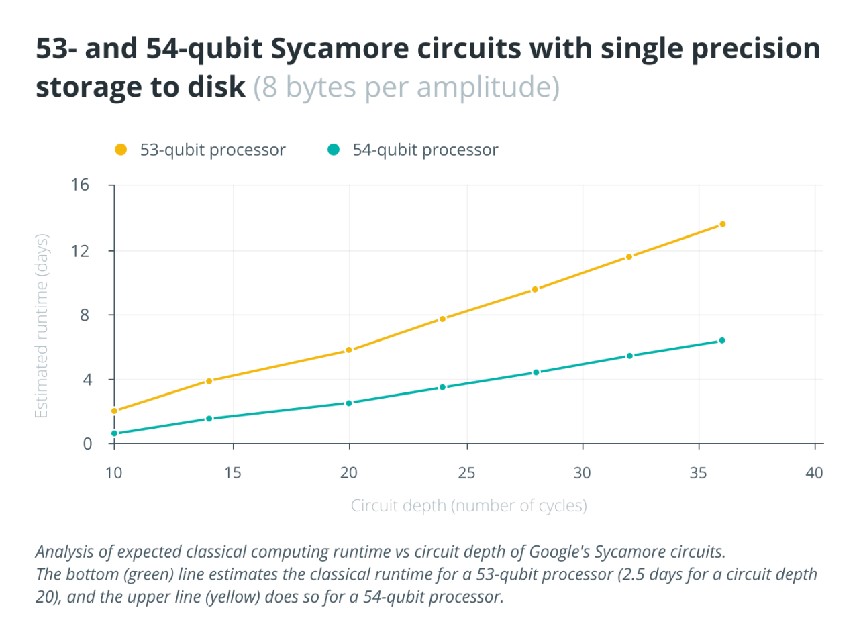 53- and 54-qubit Sycamore circuits with single precision
storage to disk (8 bytes per amplitude)
53-qubit processor
54-qubit processor
16
12
8
4
0
Estimated runtime (days)
10
15
20
25
30
35
40
Circuit depth (number of cycles)
Analysis of expected classical computing runtime vs circuit depth of Google's Sycamore circuits.
The bottom (green) line estimates the classical runtime for a 53-qubit processor (2.5 days for a circuit depth
20), and the upper line (yellow) does so for a 54-qubit processor.